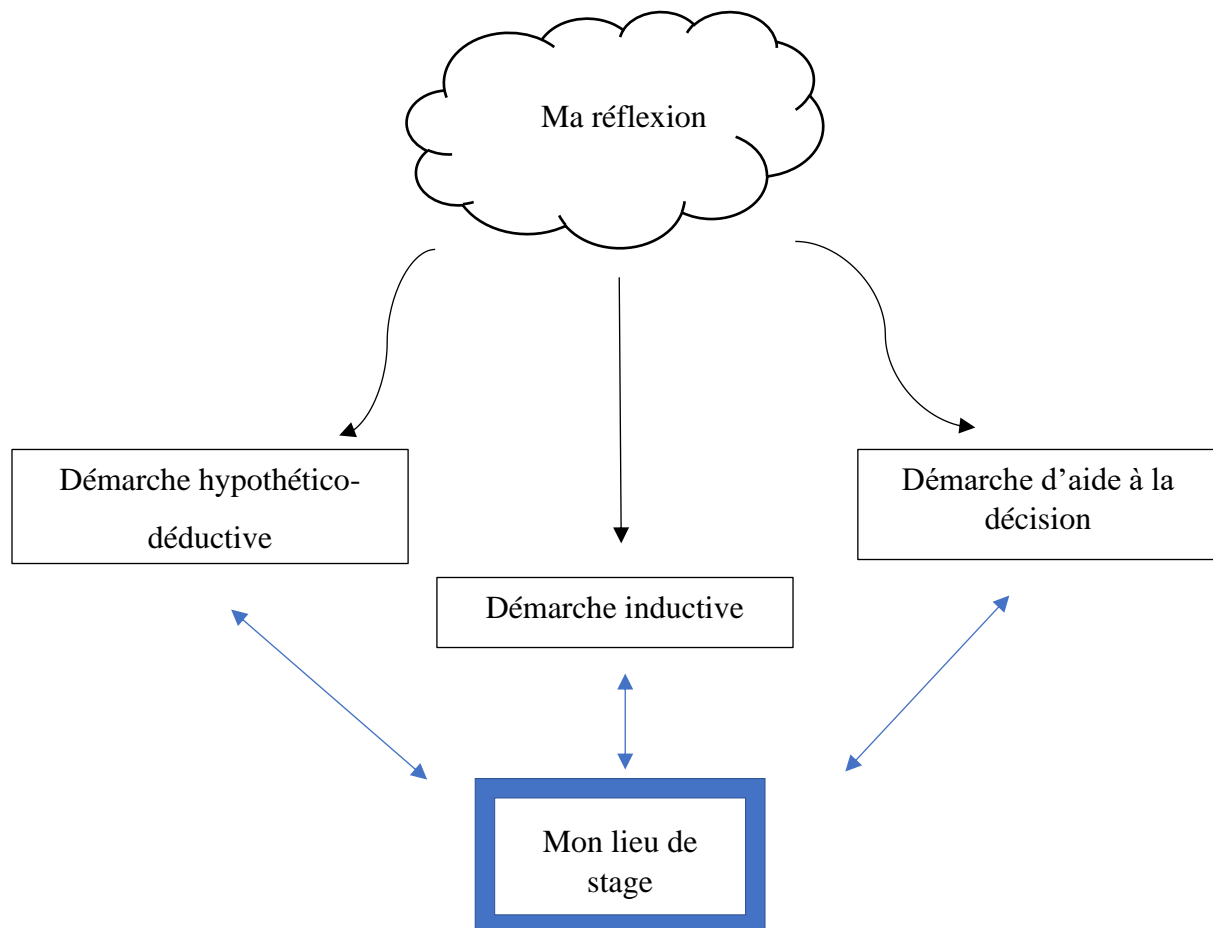 Ma réflexion
Démarche hypothético-
déductive
Démarche d’aide à la
décision
Démarche inductive
Mon lieu de
stage